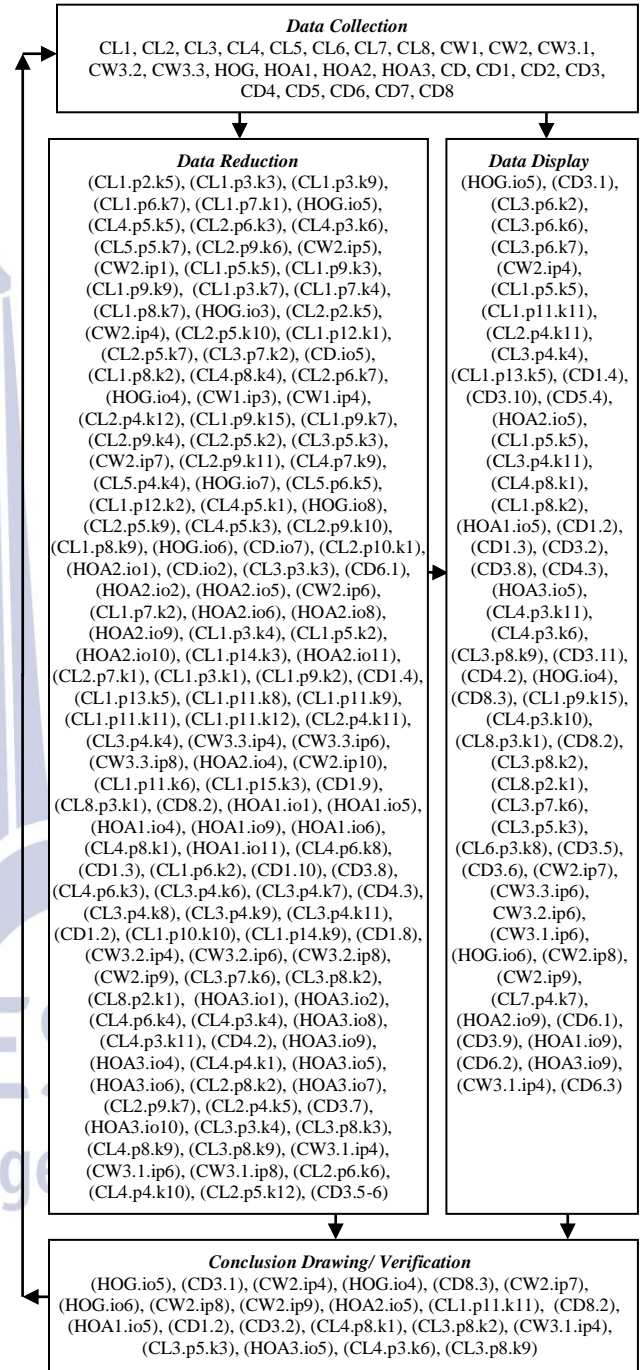 Data Collection
CL1, CL2, CL3, CL4, CL5, CL6, CL7, CL8, CW1, CW2, CW3.1,
CW3.2, CW3.3, HOG, HOA1, HOA2, HOA3, CD, CD1, CD2, CD3,
CD4, CD5, CD6, CD7, CD8
Data Reduction
(CL1.p2.k5), (CL1.p3.k3), (CL1.p3.k9),
(CL1.p6.k7), (CL1.p7.k1), (HOG.io5),
(CL4.p5.k5), (CL2.p6.k3), (CL4.p3.k6),
(CL5.p5.k7), (CL2.p9.k6), (CW2.ip5),
(CW2.ip1), (CL1.p5.k5), (CL1.p9.k3),
(CL1.p9.k9), (CL1.p3.k7), (CL1.p7.k4),
(CL1.p8.k7), (HOG.io3), (CL2.p2.k5),
(CW2.ip4), (CL2.p5.k10), (CL1.p12.k1),
(CL2.p5.k7), (CL3.p7.k2), (CD.io5),
(CL1.p8.k2), (CL4.p8.k4), (CL2.p6.k7),
(HOG.io4), (CW1.ip3), (CW1.ip4),
(CL2.p4.k12), (CL1.p9.k15), (CL1.p9.k7),
(CL2.p9.k4), (CL2.p5.k2), (CL3.p5.k3),
(CW2.ip7), (CL2.p9.k11), (CL4.p7.k9),
(CL5.p4.k4), (HOG.io7), (CL5.p6.k5),
(CL1.p12.k2), (CL4.p5.k1), (HOG.io8),
(CL2.p5.k9), (CL4.p5.k3), (CL2.p9.k10),
(CL1.p8.k9), (HOG.io6), (CD.io7), (CL2.p10.k1),
(HOA2.io1), (CD.io2), (CL3.p3.k3), (CD6.1),
(HOA2.io2), (HOA2.io5), (CW2.ip6),
(CL1.p7.k2), (HOA2.io6), (HOA2.io8),
(HOA2.io9), (CL1.p3.k4), (CL1.p5.k2),
(HOA2.io10), (CL1.p14.k3), (HOA2.io11),
(CL2.p7.k1), (CL1.p3.k1), (CL1.p9.k2), (CD1.4),
(CL1.p13.k5), (CL1.p11.k8), (CL1.p11.k9),
(CL1.p11.k11), (CL1.p11.k12), (CL2.p4.k11),
(CL3.p4.k4), (CW3.3.ip4), (CW3.3.ip6),
(CW3.3.ip8), (HOA2.io4), (CW2.ip10),
(CL1.p11.k6), (CL1.p15.k3), (CD1.9),
(CL8.p3.k1), (CD8.2), (HOA1.io1), (HOA1.io5),
(HOA1.io4), (HOA1.io9), (HOA1.io6),
(CL4.p8.k1), (HOA1.io11), (CL4.p6.k8),
(CD1.3), (CL1.p6.k2), (CD1.10), (CD3.8),
(CL4.p6.k3), (CL3.p4.k6), (CL3.p4.k7), (CD4.3),
(CL3.p4.k8), (CL3.p4.k9), (CL3.p4.k11),
(CD1.2), (CL1.p10.k10), (CL1.p14.k9), (CD1.8),
(CW3.2.ip4), (CW3.2.ip6), (CW3.2.ip8),
(CW2.ip9), (CL3.p7.k6), (CL3.p8.k2),
(CL8.p2.k1), (HOA3.io1), (HOA3.io2),
(CL4.p6.k4), (CL4.p3.k4), (HOA3.io8),
(CL4.p3.k11), (CD4.2), (HOA3.io9),
(HOA3.io4), (CL4.p4.k1), (HOA3.io5),
(HOA3.io6), (CL2.p8.k2), (HOA3.io7),
(CL2.p9.k7), (CL2.p4.k5), (CD3.7),
(HOA3.io10), (CL3.p3.k4), (CL3.p8.k3),
(CL4.p8.k9), (CL3.p8.k9), (CW3.1.ip4),
(CW3.1.ip6), (CW3.1.ip8), (CL2.p6.k6),
(CL4.p4.k10), (CL2.p5.k12), (CD3.5-6)
Data Display
(HOG.io5), (CD3.1),
(CL3.p6.k2),
(CL3.p6.k6),
(CL3.p6.k7),
(CW2.ip4),
(CL1.p5.k5),
(CL1.p11.k11),
(CL2.p4.k11),
(CL3.p4.k4),
(CL1.p13.k5), (CD1.4),
(CD3.10), (CD5.4),
(HOA2.io5),
(CL1.p5.k5),
(CL3.p4.k11),
(CL4.p8.k1),
(CL1.p8.k2),
(HOA1.io5), (CD1.2),
(CD1.3), (CD3.2),
(CD3.8), (CD4.3),
(HOA3.io5),
(CL4.p3.k11),
(CL4.p3.k6),
(CL3.p8.k9), (CD3.11),
(CD4.2), (HOG.io4),
(CD8.3), (CL1.p9.k15),
(CL4.p3.k10),
(CL8.p3.k1), (CD8.2),
(CL3.p8.k2),
(CL8.p2.k1),
(CL3.p7.k6),
(CL3.p5.k3),
(CL6.p3.k8), (CD3.5),
(CD3.6), (CW2.ip7),
(CW3.3.ip6),
CW3.2.ip6),
(CW3.1.ip6),
(HOG.io6), (CW2.ip8),
(CW2.ip9),
(CL7.p4.k7),
(HOA2.io9), (CD6.1),
(CD3.9), (HOA1.io9),
(CD6.2), (HOA3.io9),
(CW3.1.ip4), (CD6.3)
Conclusion Drawing/ Verification
(HOG.io5), (CD3.1), (CW2.ip4), (HOG.io4), (CD8.3), (CW2.ip7),
(HOG.io6), (CW2.ip8), (CW2.ip9), (HOA2.io5), (CL1.p11.k11), (CD8.2),
(HOA1.io5), (CD1.2), (CD3.2), (CL4.p8.k1), (CL3.p8.k2), (CW3.1.ip4),
(CL3.p5.k3), (HOA3.io5), (CL4.p3.k6), (CL3.p8.k9)